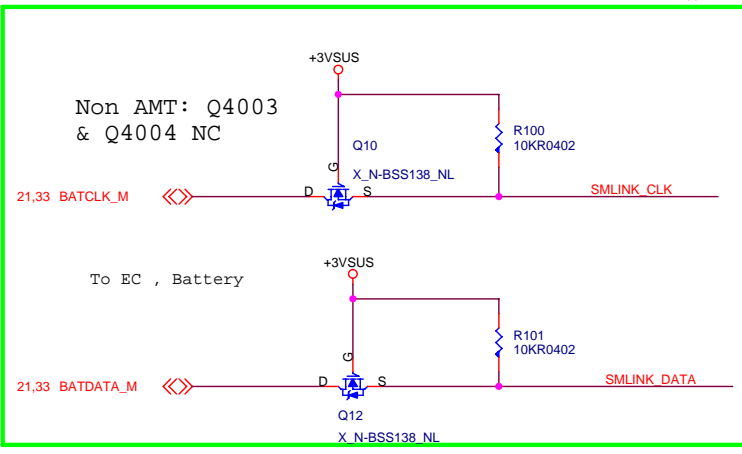 +3VSUS
Non AMT: Q4003
& Q4004 NC
R100
10KR0402
Q10
G
X_N-BSS138_NL
21,33 BATCLK_M
D
S
SMLINK_CLK
To EC , Battery
+3VSUS
R101
10KR0402
G
21,33 BATDATA_M
D
S
SMLINK_DATA
Q12
X_N-BSS138_NL